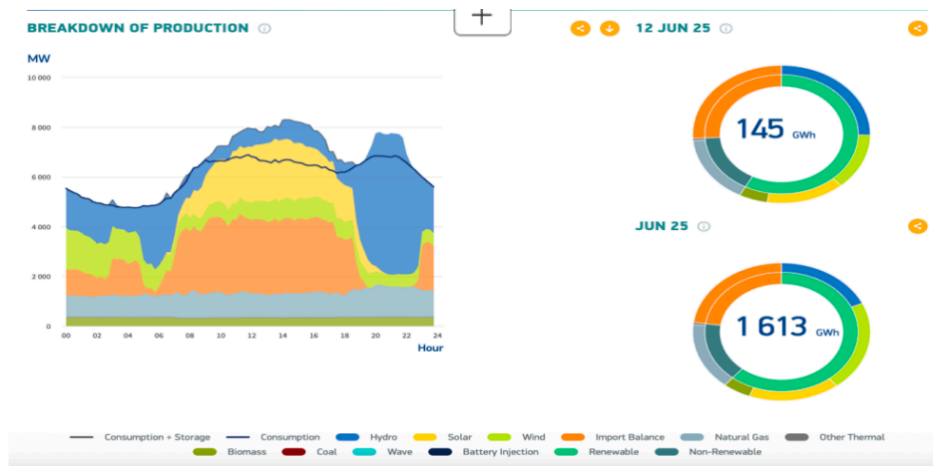 BREAKDOWN OF PRODUCTION
12 JUN 25
MW
10 000
8 000
6 000
4 000
2 000
0
00 02 04 06 08 10 12 14 16 18 20 22 24
Hour
145 GWh
JUN 25
1 613 GWh
Consumption + Storage Consumption Hydro Solar Wind Import Balance Natural Gas Other Thermal
Biomass Coal Wave Battery Injection Renewable Non-Renewable